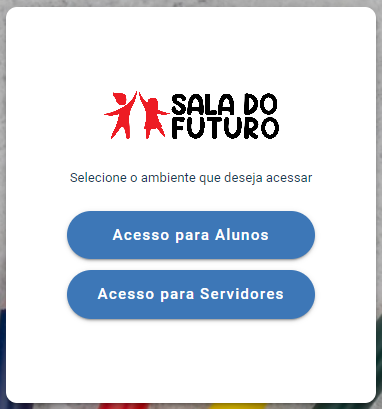 SALA DO
FUTURO
Selecione o ambiente que deseja acessar
Acesso para Alunos
Acesso para Servidores